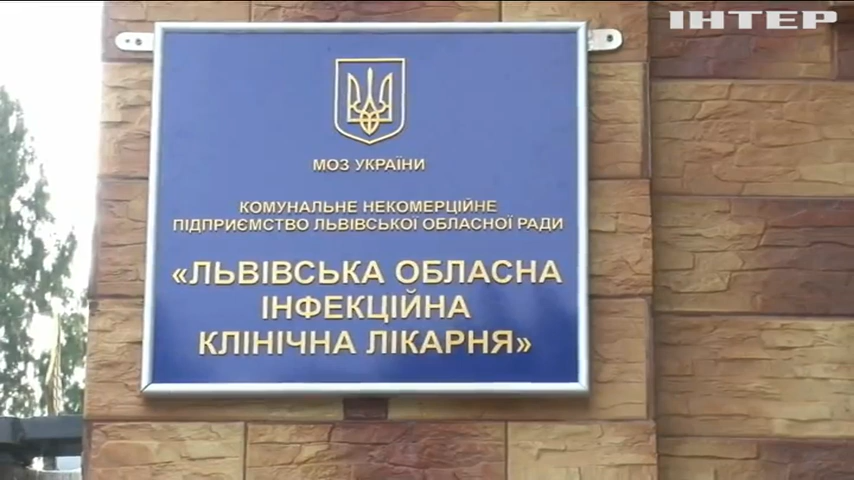 ІНТЕР
МОЗ УКРАЇНИ
КОМУНАЛЬНЕ НЕКОМЕРЦІЙНЕ
ПІДПРИЄМСТВО ЛЬВІВСЬКОЇ ОБЛАСНОЇ РАДИ
«ЛЬВІВСЬКА ОБЛАСНА
ІНФЕКЦІЙНА
КЛІНІЧНА ЛІКАРНЯ»